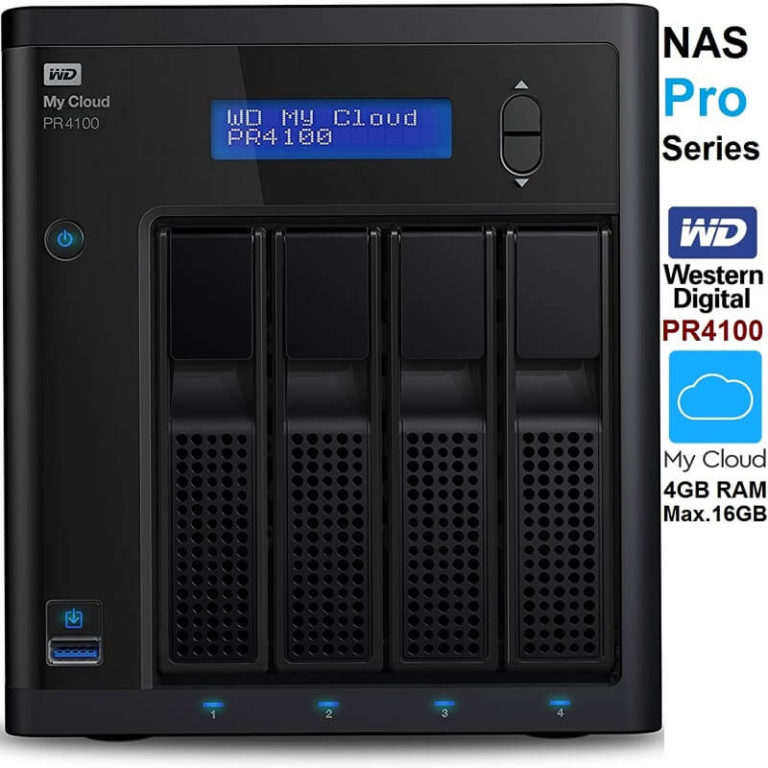 WD
My Cloud
PR4100
WD My Cloud
PR4100
1
2
3
4
NAS
Pro
Series
WD
Western
Digital
PR4100
My Cloud
4GB RAM
Max.16GB